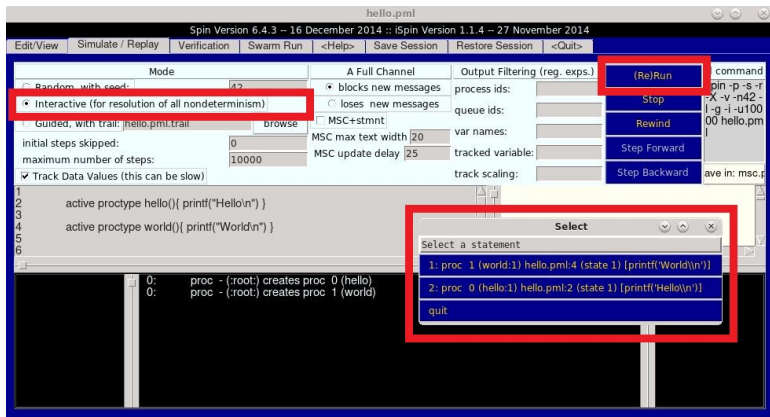 hello.pml
Spin Version 6.4.3 -- 16 December 2014 :: iSpin Version 1.1.4 -- 27 November 2014
Edit/View Simulate / Replay Verification Swarm Run <Help> Save Session Restore Session <Quit>
Mode
Random, with seed: 42
Interactive (for resolution of all nondeterminism)
Guided, with trail: hello.pml.trail browse
initial steps skipped: 0
maximum number of steps: 10000
Track Data Values (this can be slow)
A Full Channel
blocks new messages
loses new messages
MSC+stmnt
MSC max text width 20
MSC update delay 25
Output Filtering (reg. exps.)
process ids:
queue ids:
var names:
tracked variable:
track scaling:
(Re)Run
Stop
Rewind
Step Forward
Step Backward
command
pin -p -s -r
-X -v -n42 -
l -g -i -u100
00 hello.pm
l
ave in: msc.p
1
2 active proctype hello(){ printf("Hello\n") }
3
4 active proctype world(){ printf("World\n") }
5
6
0: proc - (:root:) creates proc 0 (hello)
0: proc - (:root:) creates proc 1 (world)
Select
Select a statement
1: proc 1 (world:1) hello.pml:4 (state 1) [printf('World\\n')]
2: proc 0 (hello:1) hello.pml:2 (state 1) [printf('Hello\\n')]
quit